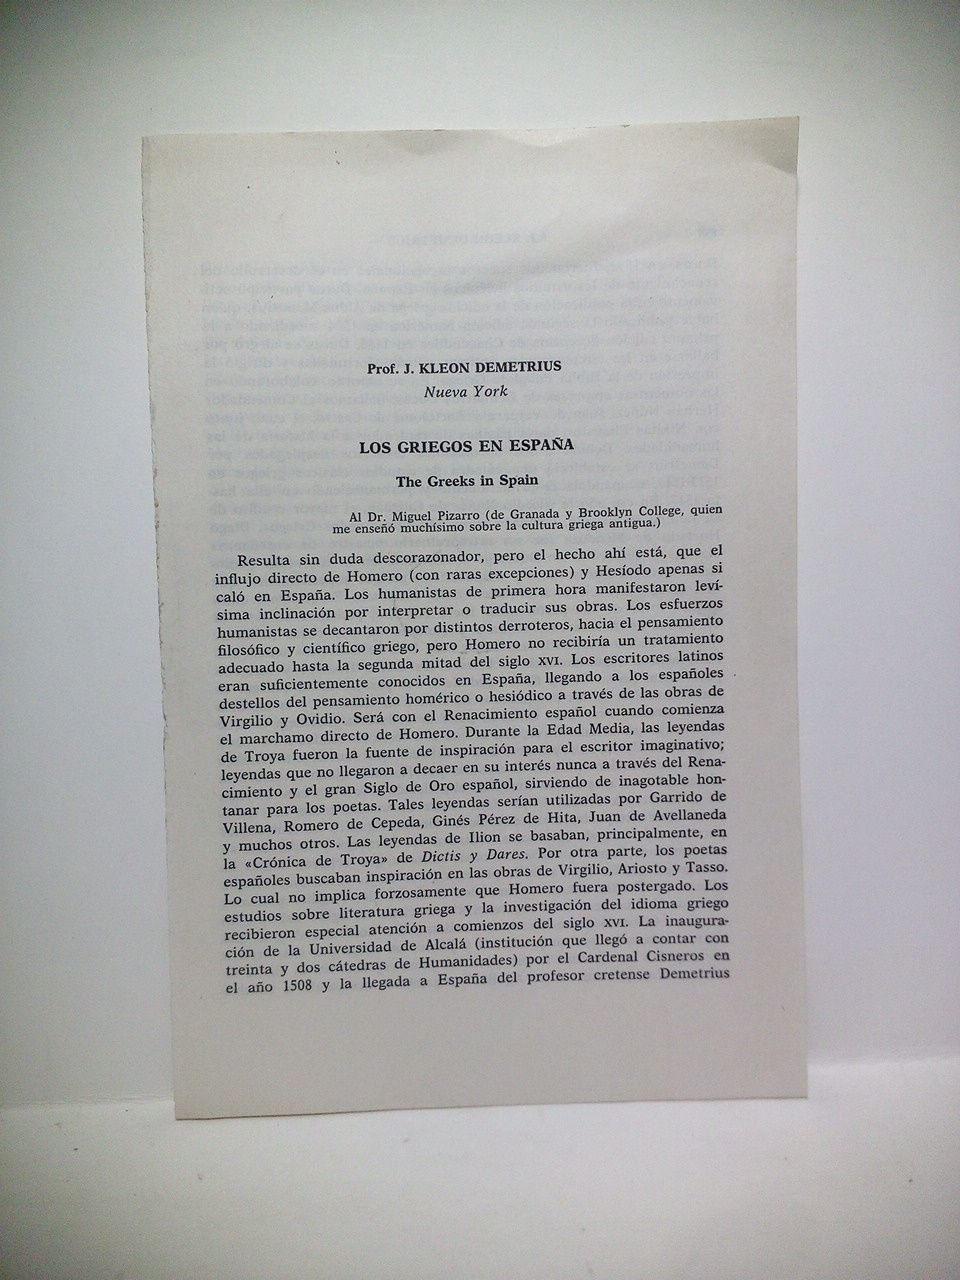 Prof. J. KLEON DEMETRIUS
Nueva York
LOS GRIEGOS EN ESPAÑA
The Greeks in Spain
Al Dr. Miguel Pizarro (de Granada y Brooklyn College, quien
me enseñó muchísimo sobre la cultura griega antigua.)
Resulta sin duda descorazonador, pero el hecho ahí está, que el
influjo directo de Homero (con raras excepciones) y Hesíodo apenas si
caló en España. Los humanistas de primera hora manifestaron leví-
sima inclinación por interpretar o traducir sus obras. Los esfuerzos
humanistas se decantaron por distintos derroteros, hacia el pensamiento
filosófico y científico griego, pero Homero no recibiría un tratamiento
adecuado hasta la segunda mitad del siglo XVI. Los escritores latinos
eran suficientemente conocidos en España, llegando a los españoles
destellos del pensamiento homérico o hesiódico a través de las obras de
Virgilio y Ovidio. Será con el Renacimiento español cuando comienza
el marchamo directo de Homero. Durante la Edad Media, las leyendas
de Troya fueron la fuente de inspiración para el escritor imaginativo;
leyendas que no llegaron a decaer en su interés nunca a través del Rena-
cimiento y el gran Siglo de Oro español, sirviendo de inagotable hon-
tanar para los poetas. Tales leyendas serían utilizadas por Garrido de
Villena, Romero de Cepeda, Ginés Pérez de Hita, Juan de Avellaneda
y muchos otros. Las leyendas de Ilion se basaban, principalmente, en
la «Crónica de Troya» de Dictis y Dares. Por otra parte, los poetas
españoles buscaban inspiración en las obras de Virgilio, Ariosto y Tasso.
Lo cual no implica forzosamente que Homero fuera postergado. Los
estudios sobre literatura griega y la investigación del idioma griego
recibieron especial atención a comienzos del siglo XVI. La inaugura-
ción de la Universidad de Alcalá (institución que llegó a contar con
treinta y dos cátedras de Humanidades) por el Cardenal Cisneros en
el año 1508 y la llegada a España del profesor cretense Demetrius